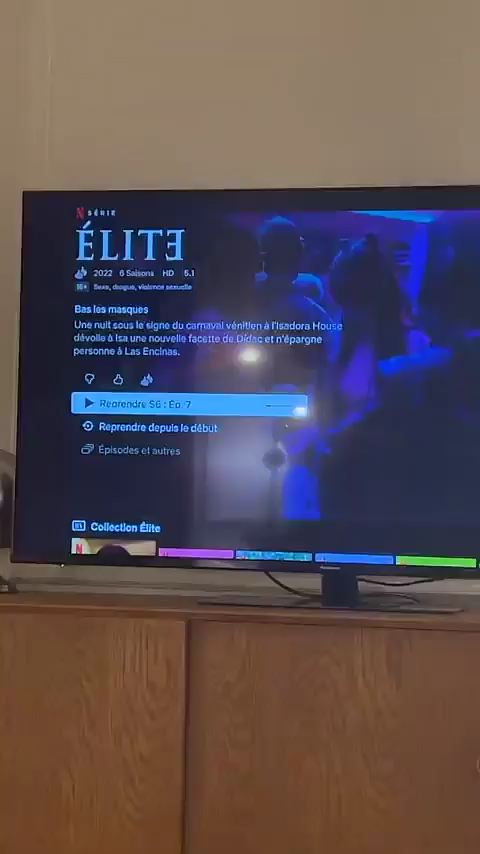 N SÉRIE
ÉLITE
2022 6 Saisons HD 5.1
16+ Sexe, drogue, violence sexuelle
Bas les masques
Une nuit sous le signe du carnaval vénitien à l'Isadora House
dévoile à Isa une nouvelle facette de Didac et n'épargne
personne à Las Encinas.
Reprendre S6 : Ép. 7
Reprendre depuis le début
Épisodes et autres
Collection Élite
N